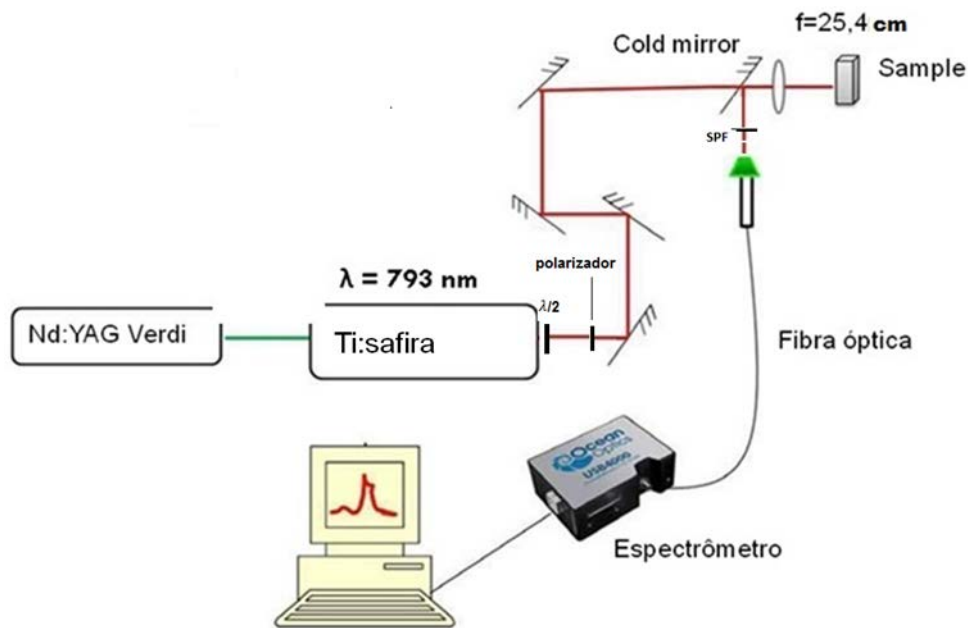 f=25,4 cm
Cold mirror
Sample
SPF
polarizador
λ = 793 nm
λ/2
Nd:YAG Verdi
Ti:safira
Fibra óptica
Ocean
Optics
USB4000
Espectrômetro